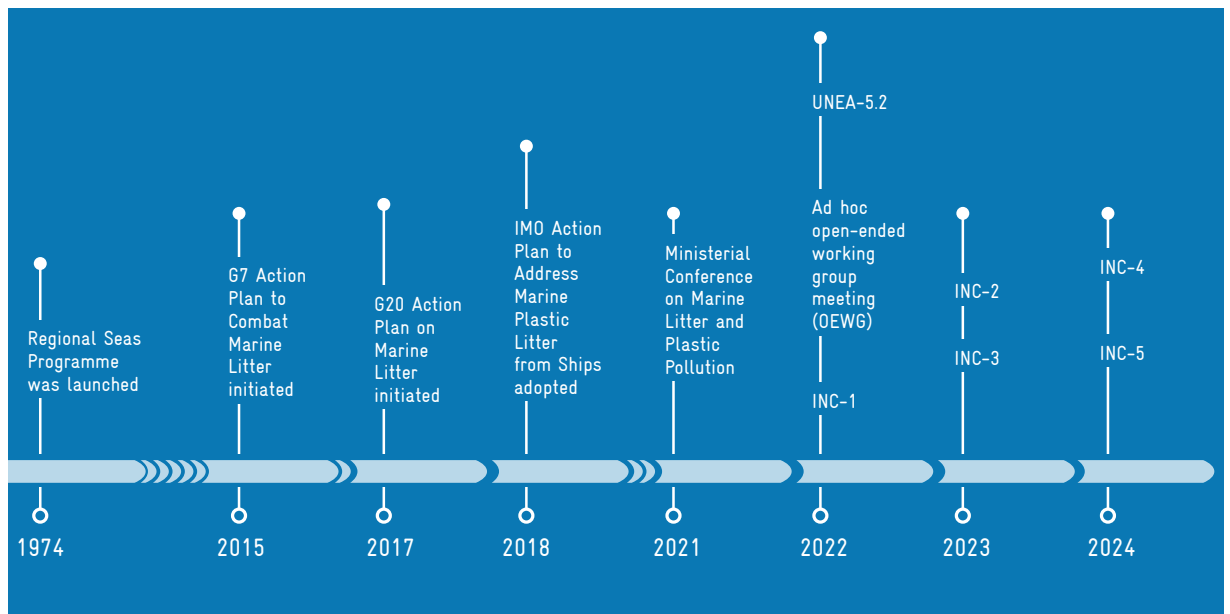 Regional Seas
Programme
was launched
1974
G7 Action
Plan to
Combat
Marine
Litter
initiated
2015
G20 Action
Plan on
Marine
Litter
initiated
2017
IMO Action
Plan to
Address
Marine
Plastic
Litter
from Ships
adopted
2018
Ministerial
Conference
on Marine
Litter and
Plastic
Pollution
2021
UNEA-5.2
Ad hoc
open-ended
working
group
meeting
(OEWG)
INC-1
2022
INC-2
INC-3
2023
INC-4
INC-5
2024